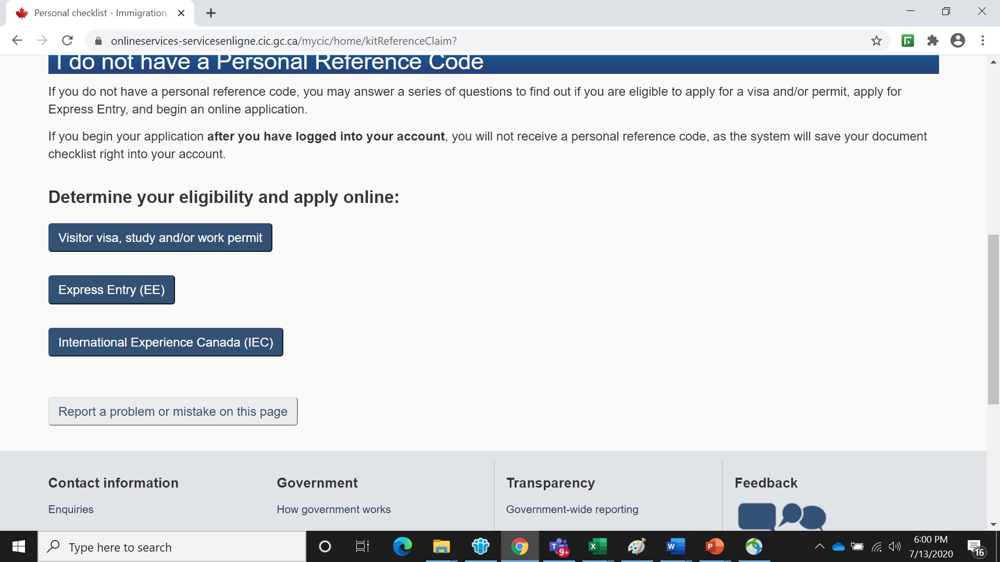 Personal checklist - Immigration,
onlineservices-servicesenligne.cic.gc.ca/mycic/home/kitReferenceClaim?
I do not have a Personal Reference Code
If you do not have a personal reference code, you may answer a series of questions to find out if you are eligible to apply for a visa and/or permit, apply for
Express Entry, and begin an online application.
If you begin your application after you have logged into your account, you will not receive a personal reference code, as the system will save your document
checklist right into your account.
Determine your eligibility and apply online:
Visitor visa, study and/or work permit
Express Entry (EE)
International Experience Canada (IEC)
Report a problem or mistake on this page
Contact information
Government
Transparency
Feedback
Enquiries
How government works
Government-wide reporting
Type here to search
T
9+
X
W
P
6:00 PM
7/13/2020
16